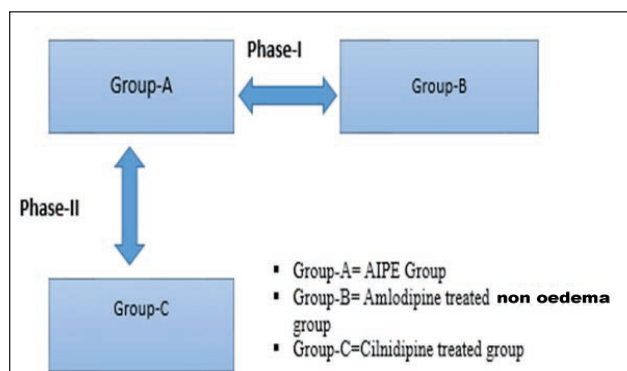 Phase-I
Group-A
Group-B
Phase-II
Group-C
▪ Group-A= AIPE Group
▪ Group-B= Amlodipine treated non oedema
group
▪ Group-C=Cilnidipine treated group